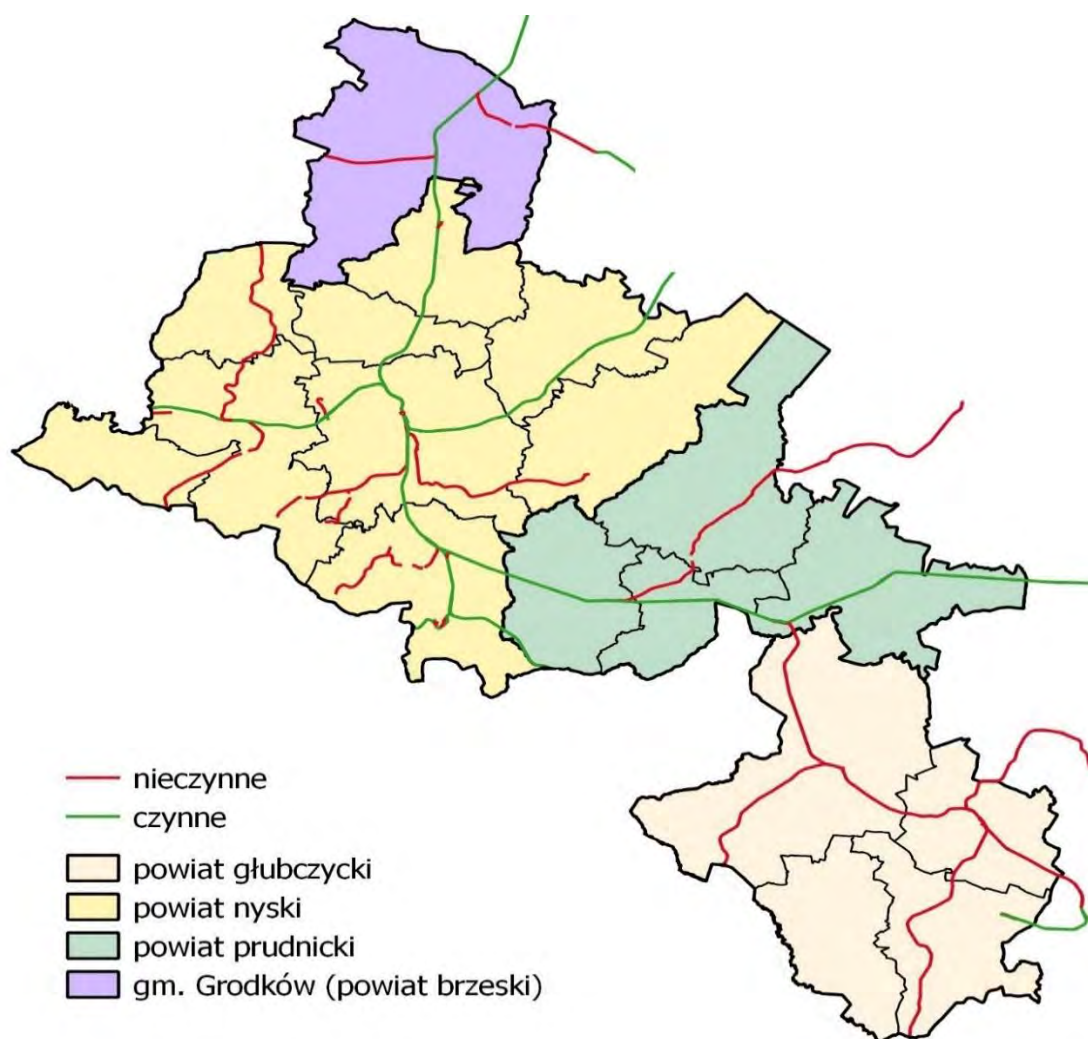 nieczynne
czynne
powiat głubczycki
powiat nyski
powiat prudnicki
gm. Grodków (powiat brzeski)